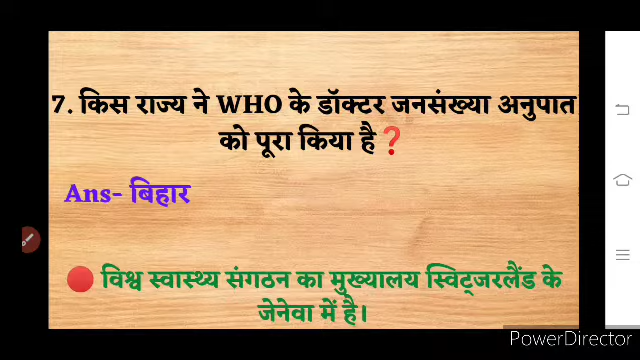 7. किस राज्य ने WHO के डॉक्टर जनसंख्या अनुपात
को पूरा किया है❓
Ans- बिहार
🔴 विश्व स्वास्थ्य संगठन का मुख्यालय स्विट्जरलैंड के
जेनेवा में है।
PowerDirector